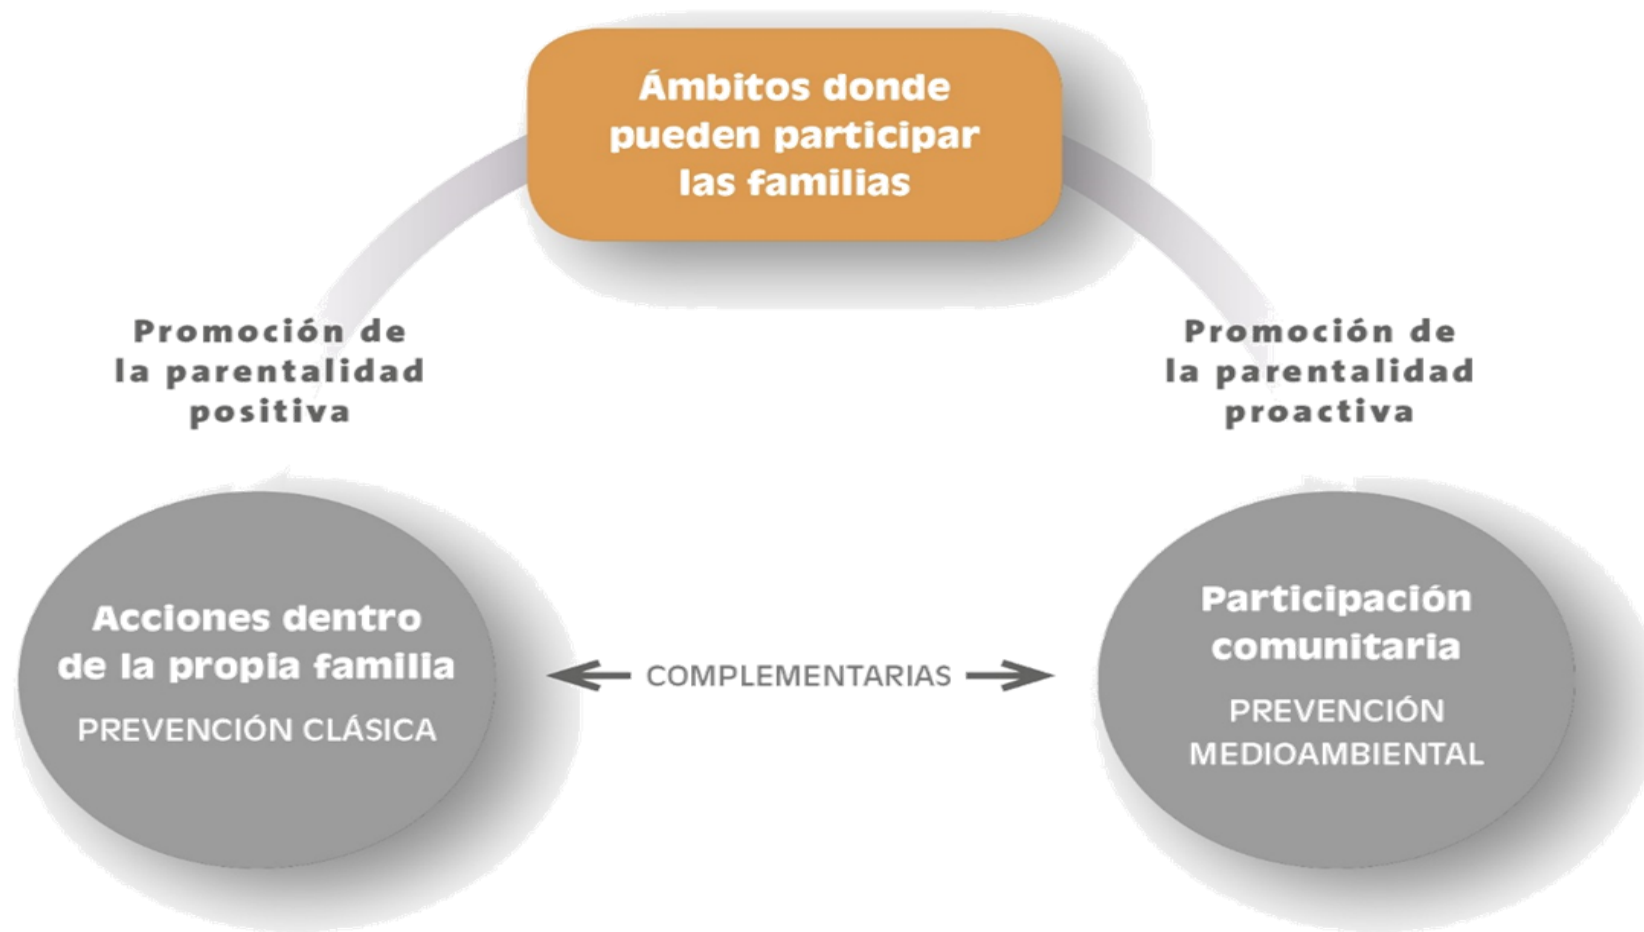 Ámbitos donde
pueden participar
las familias
Promoción de
la parentalidad
positiva
Promoción de
la parentalidad
proactiva
Acciones dentro
de la propia familia
PREVENCIÓN CLÁSICA
COMPLEMENTARIAS
Participación
comunitaria
PREVENCIÓN
MEDIOAMBIENTAL